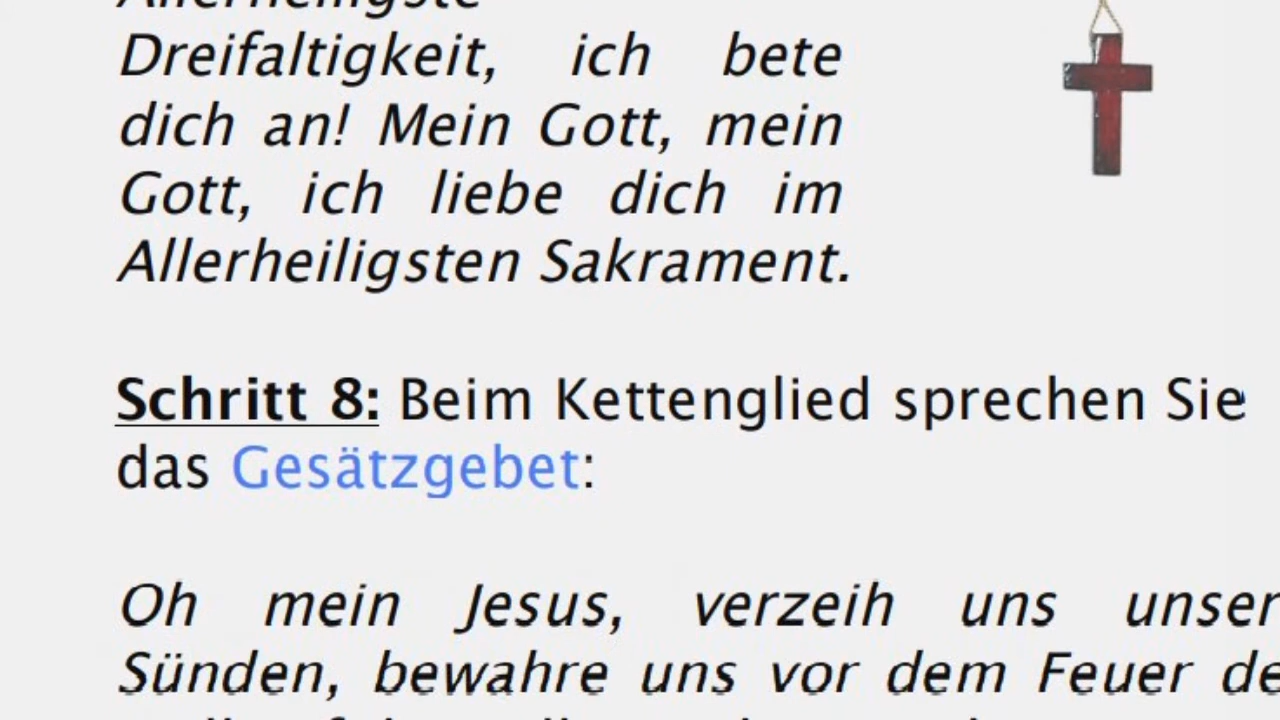 Allerheiligste
Dreifaltigkeit, ich bete
dich an! Mein Gott, mein
Gott, ich liebe dich im
Allerheiligsten Sakrament.
Schritt 8: Beim Kettenglied sprechen Sie
das Gesätzgebet:
Oh mein Jesus, verzeih uns unser
Sünden, bewahre uns vor dem Feuer de